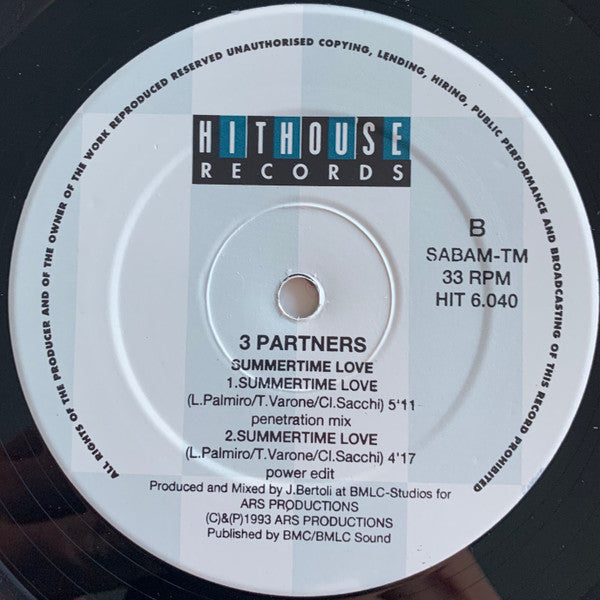 ALL RIGHTS OF THE PRODUCER AND OF THE OWNER OF THE WORK REPRODUCED RESERVED UNAUTHORISED COPYING, LENDING, HIRING, PUBLIC PERFORMANCE AND BROADCASTING OF THIS RECORD PROHIBITED
HITHOUSE
RECORDS
B
SABAM-TM
33 RPM
HIT 6.040
3 PARTNERS
SUMMERTIME LOVE
1.SUMMERTIME LOVE
(L.Palmiro/T.Varone/Cl.Sacchi) 5'11
penetration mix
2.SUMMERTIME LOVE
(L.Palmiro/T.Varone/Cl.Sacchi) 4'17
power edit
Produced and Mixed by J.Bertoli at BMLC-Studios for
ARS PRODUCTIONS
(C)&(P)1993 ARS PRODUCTIONS
Published by BMC/BMLC Sound